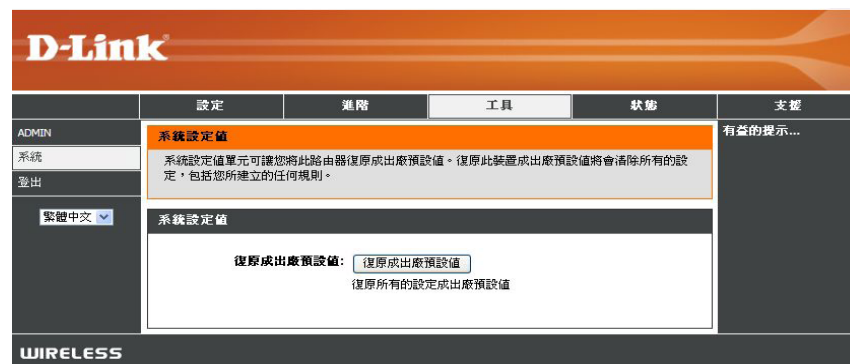 D-Link
設定 進階 工具 狀態 支援
ADMIN
系統
登出
繁體中文
系統設定值
系統設定值單元可讓您將此路由器復原成出廠預設值。復原此裝置成出廠預設值將會清除所有的設
定，包括您所建立的任何規則。
系統設定值
復原成出廠預設值: 復原成出廠預設值
復原所有的設定成出廠預設值
有益的提示...
WIRELESS